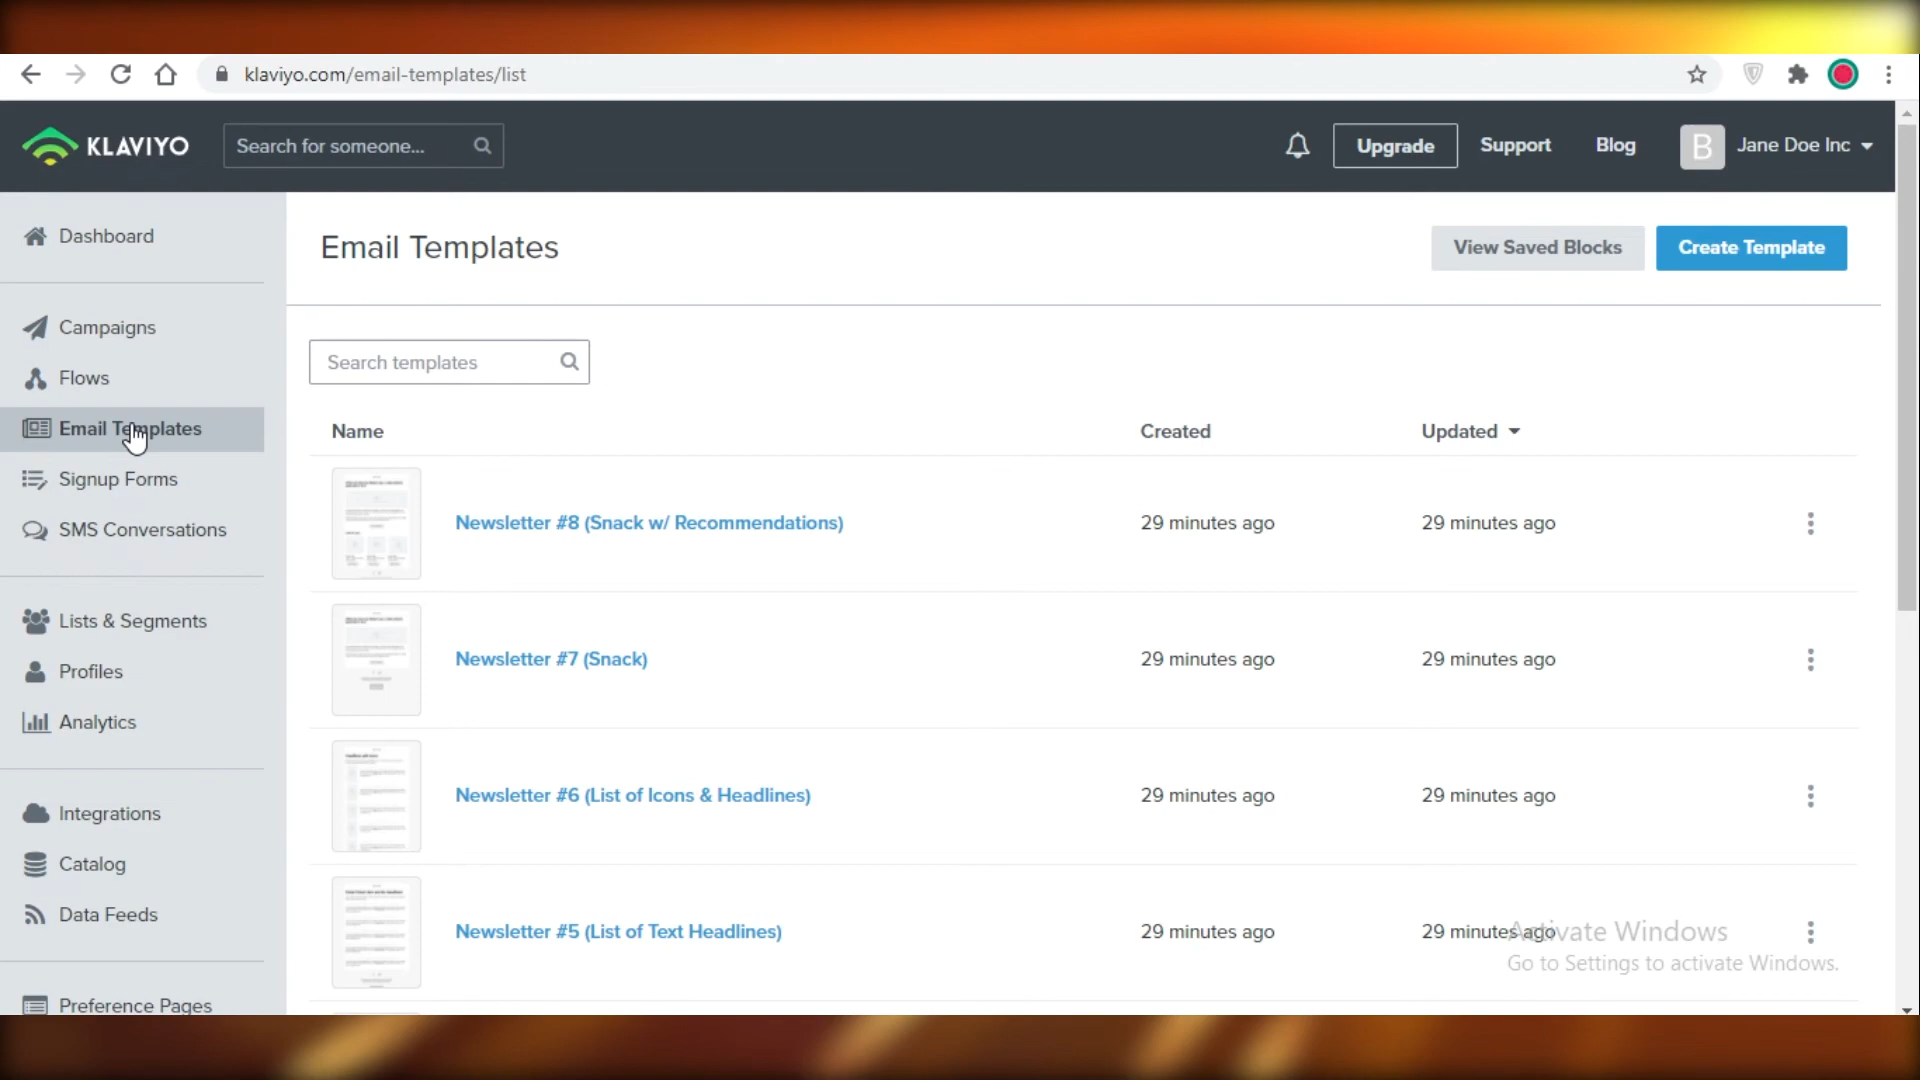 klaviyo.com/email-templates/list
KLAVIYO
Search for someone...
Upgrade
Support
Blog
B
Jane Doe Inc
Dashboard
Campaigns
Flows
Email Templates
Signup Forms
SMS Conversations
Lists & Segments
Profiles
Analytics
Integrations
Catalog
Data Feeds
Preference Pages
Email Templates
View Saved Blocks
Create Template
Search templates
Name Created Updated
Newsletter #8 (Snack w/ Recommendations) 29 minutes ago 29 minutes ago
Newsletter #7 (Snack) 29 minutes ago 29 minutes ago
Newsletter #6 (List of Icons & Headlines) 29 minutes ago 29 minutes ago
Newsletter #5 (List of Text Headlines) 29 minutes ago 29 minutes ago
Activate Windows
Go to Settings to activate Windows.